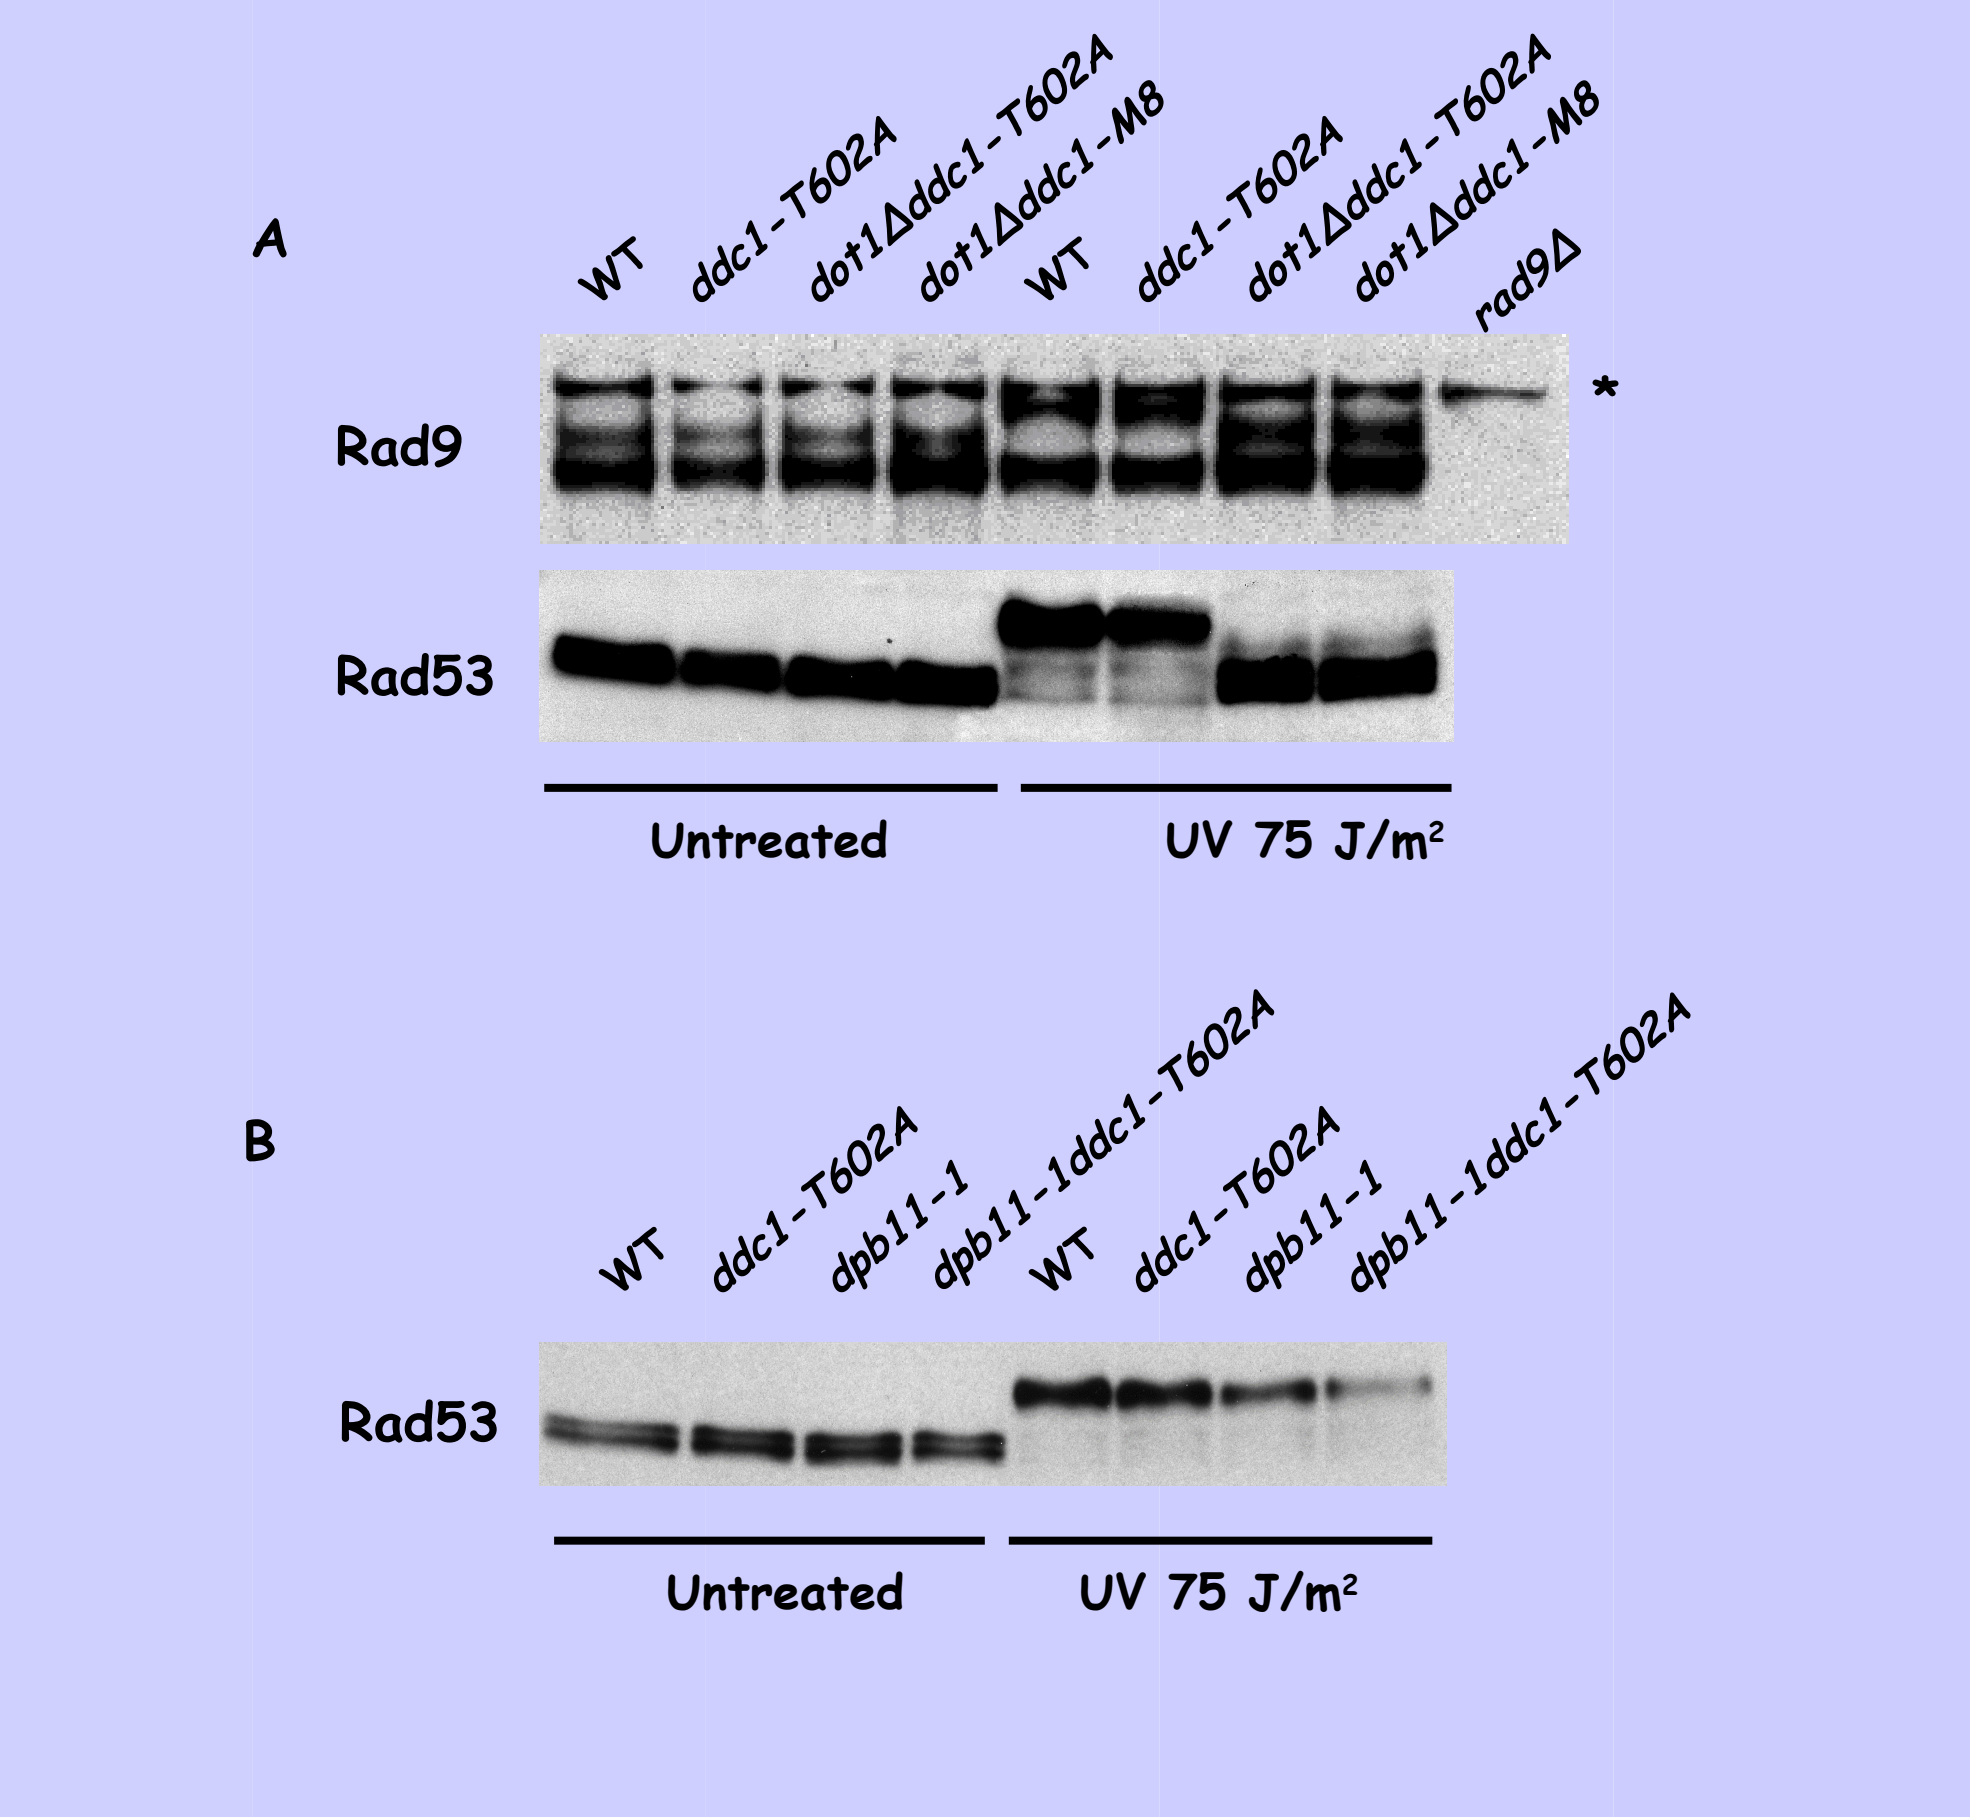 A
WT
ddc1-T602A
dot1Δddc1-T602A
dot1Δddc1-M8
WT
ddc1-T602A
dot1Δddc1-T602A
dot1Δddc1-M8
rad9Δ
Rad9
*
Rad53
Untreated
UV 75 J/m²
B
WT
ddc1-T602A
dpb11-1
dpb11-1ddc1-T602A
WT
ddc1-T602A
dpb11-1
dpb11-1ddc1-T602A
Rad53
Untreated
UV 75 J/m²